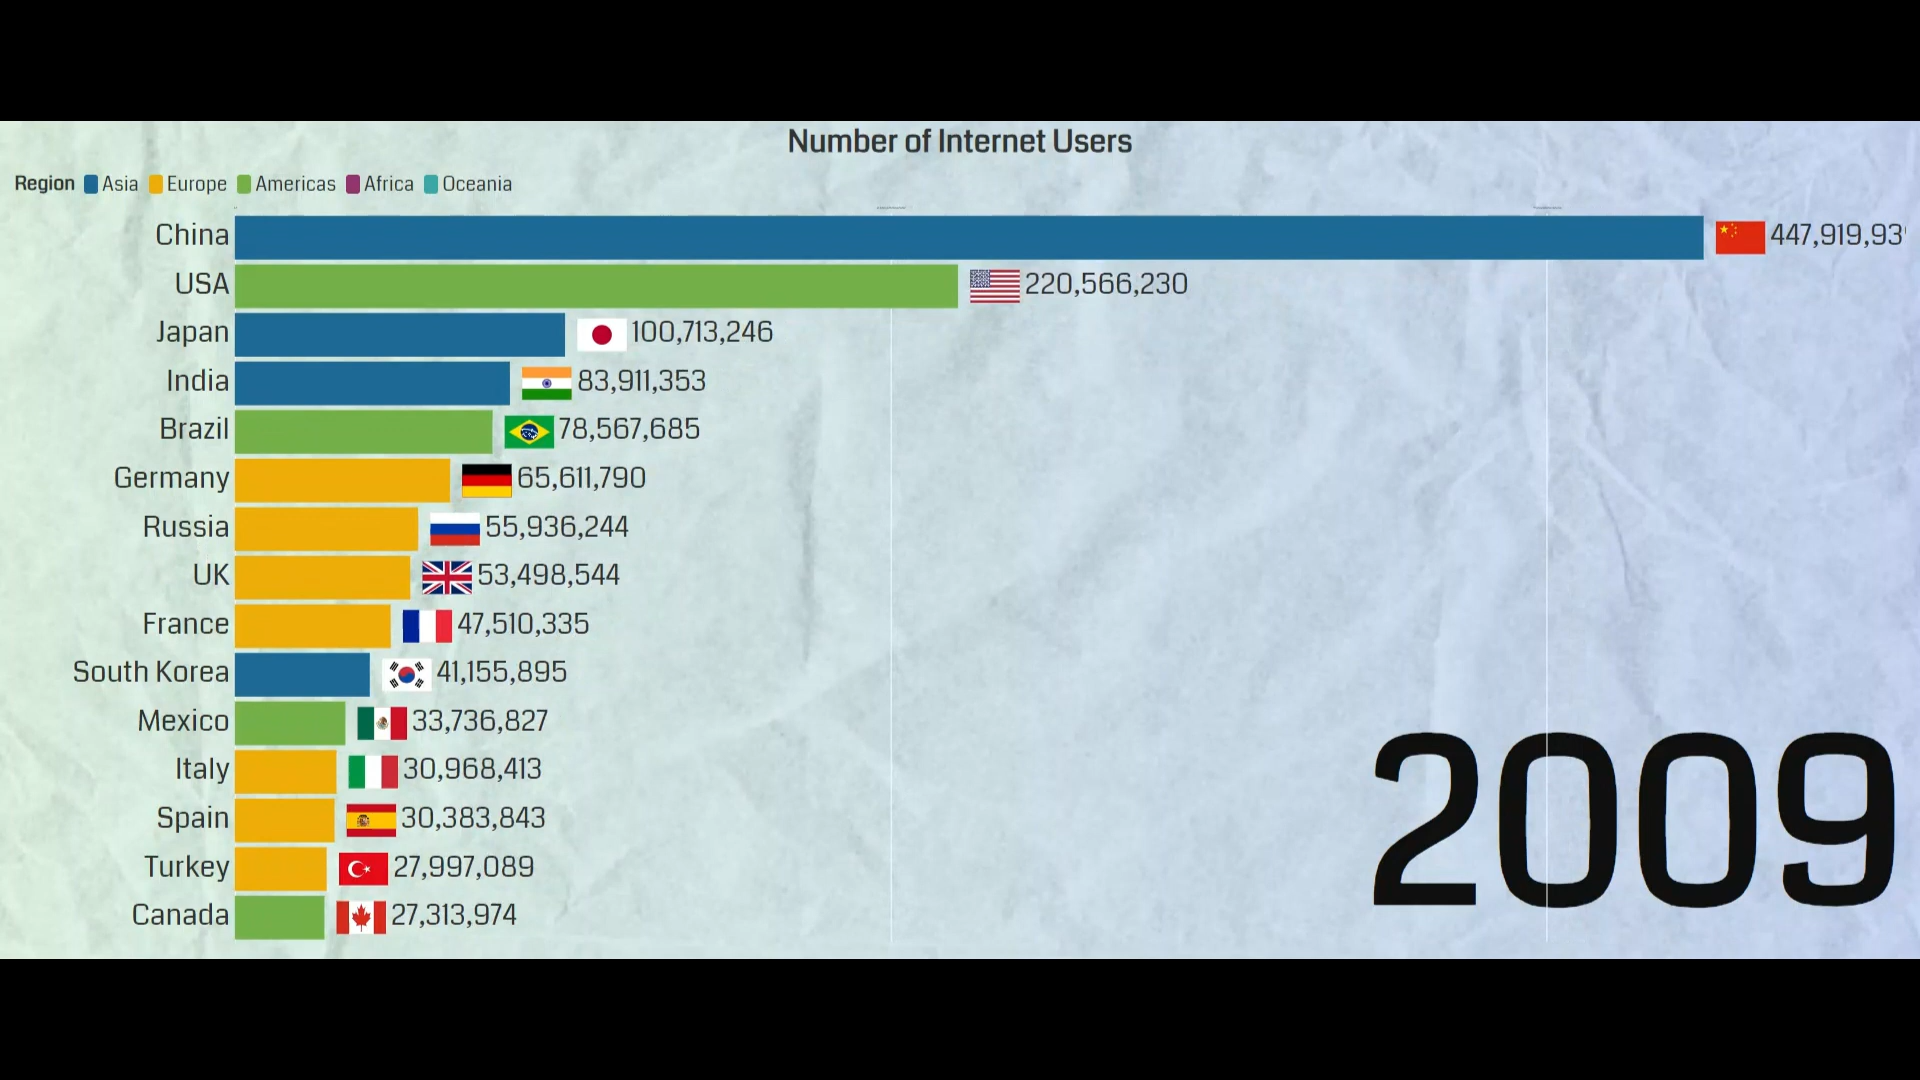 Number of Internet Users
Region Asia Europe Americas Africa Oceania
China 447,919,93
USA 220,566,230
Japan 100,713,246
India 83,911,353
Brazil 78,567,685
Germany 65,611,790
Russia 55,936,244
UK 53,498,544
France 47,510,335
South Korea 41,155,895
Mexico 33,736,827
Italy 30,968,413
Spain 30,383,843
Turkey 27,997,089
Canada 27,313,974
2009